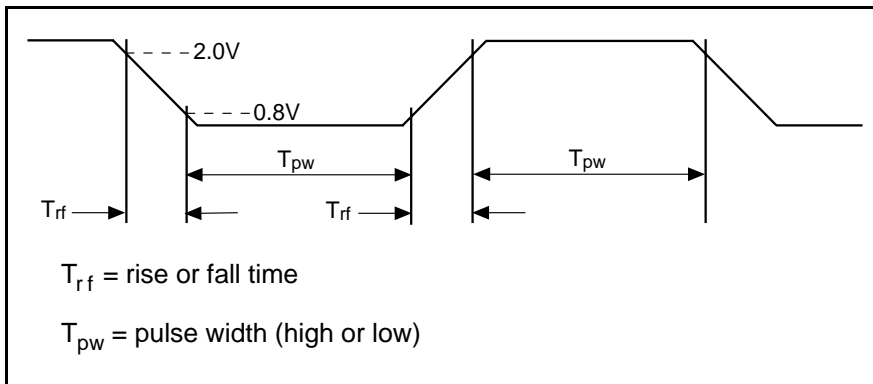 2.0V
0.8V
Tpw
Tpw
Trf
Trf
Trf = rise or fall time
Tpw = pulse width (high or low)